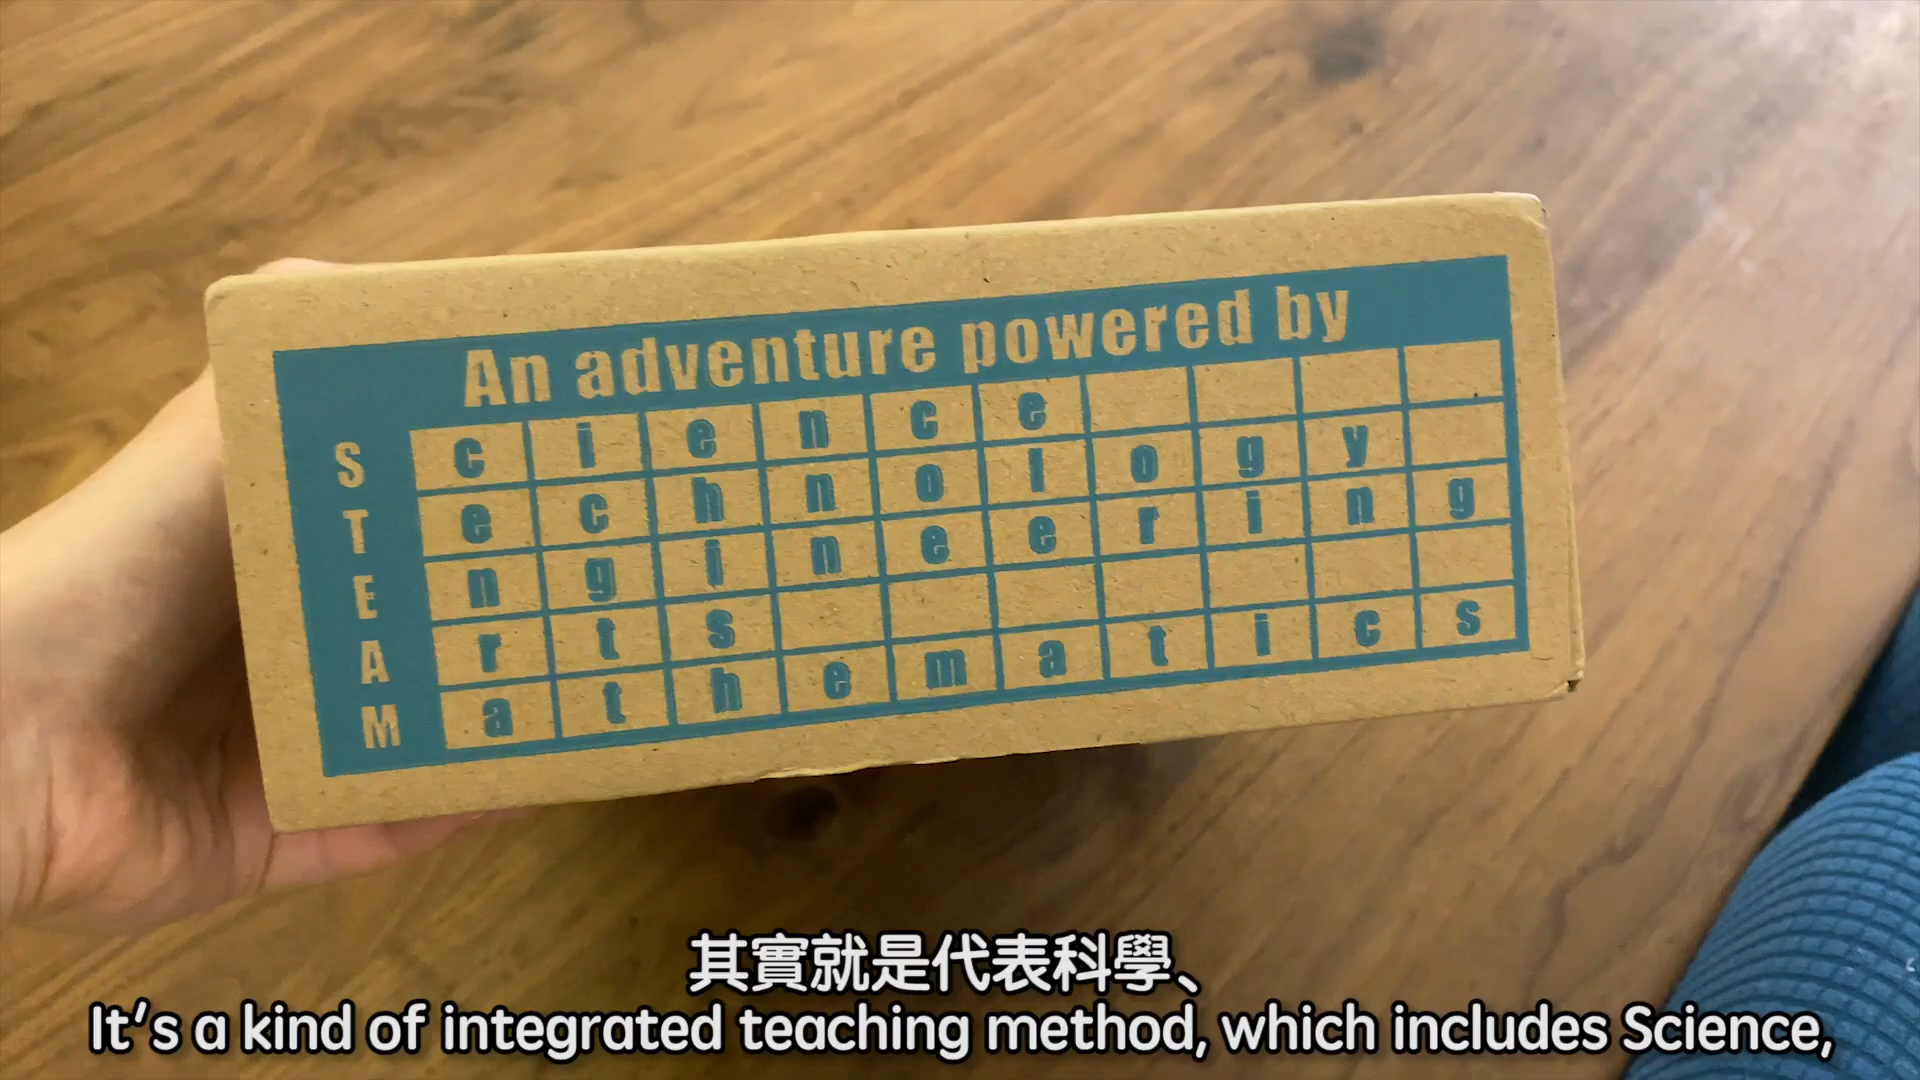 An adventure powered by
S c i e n c e
T e c h n o l o g y
E n g i n e e r i n g
A r t s
M a t h e m a t i c s
其實就是代表科學、
It's a kind of integrated teaching method, which includes Science,